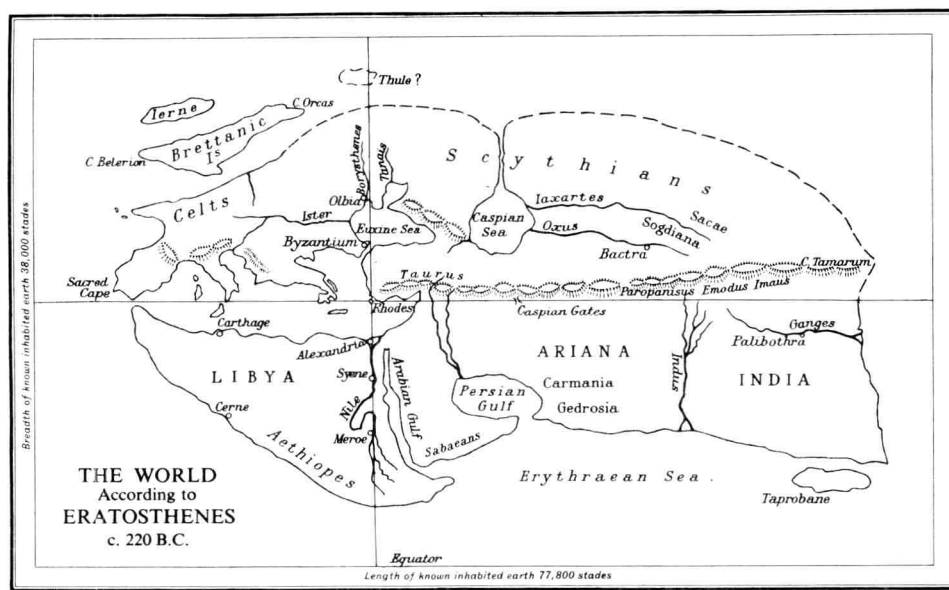 Thule ?
Ierne
C. Orcas
Brettanic
Is
C. Belerion
Scythians
Borysthenes
Tanais
Celts
Olbia
Ister
Euxine Sea
Byzantium
Caspian
Sea
Iaxartes
Oxus
Sacae
Sogdiana
Bactra
C. Tamarum
Sacred
Cape
Taurus
Paropanisus Emodus Imaus
Rhodes
Caspian Gates
Carthage
Alexandria
Ganges
Palibothra
LIBYA
Syene
Arabian Gulf
ARIANA
Indus
INDIA
Persian
Gulf
Carmania
Gedrosia
Cerne
Nile
Meroe
Sabaeans
Aethiopes
Erythraean Sea.
Taprobane
THE WORLD
According to
ERATOSTHENES
c. 220 B.C.
Equator
Length of known inhabited earth 77,800 stades
Breadth of known inhabited earth 38,000 stades